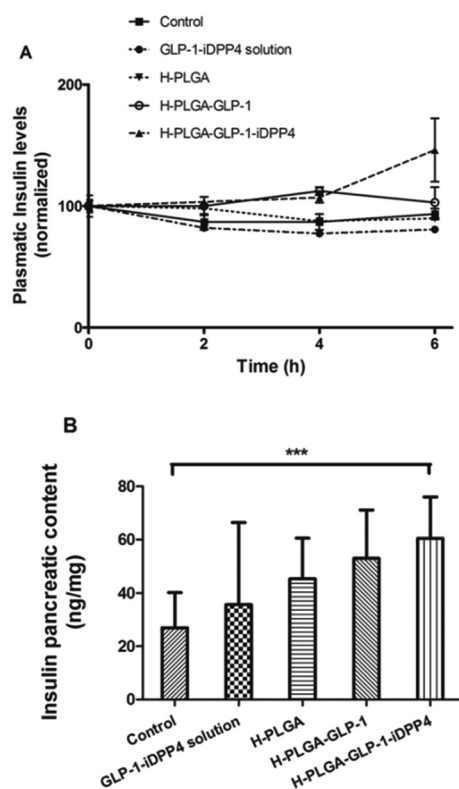 A
Control
GLP-1-iDPP4 solution
H-PLGA
H-PLGA-GLP-1
H-PLGA-GLP-1-iDPP4
Plasmatic Insulin levels
(normalized)
200
100
0
0 2 4 6
Time (h)
B
***
Insulin pancreatic content
(ng/mg)
80
60
40
20
0
Control
GLP-1-iDPP4 solution
H-PLGA
H-PLGA-GLP-1
H-PLGA-GLP-1-iDPP4